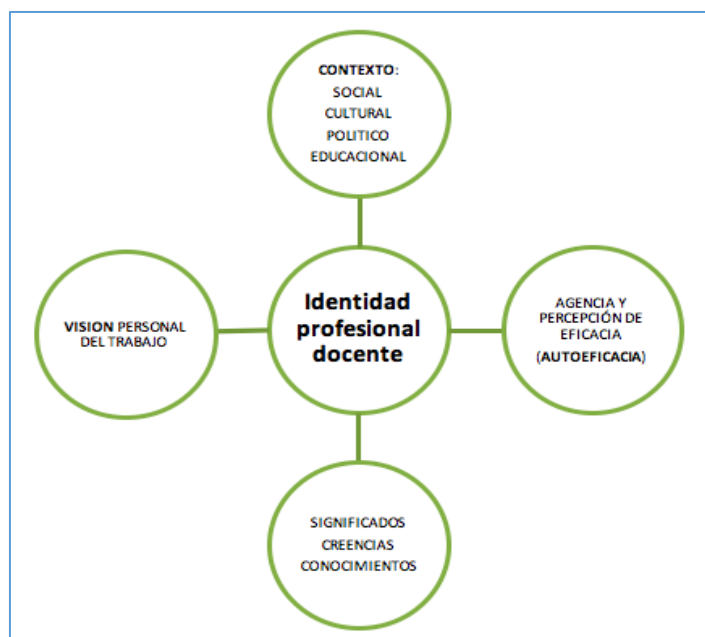 CONTEXTO:
SOCIAL
CULTURAL
POLITICO
EDUCACIONAL
VISION PERSONAL
DEL TRABAJO
Identidad
profesional
docente
AGENCIA Y
PERCEPCIÓN DE
EFICACIA
(AUTOEFICACIA)
SIGNIFICADOS
CREENCIAS
CONOCIMIENTOS